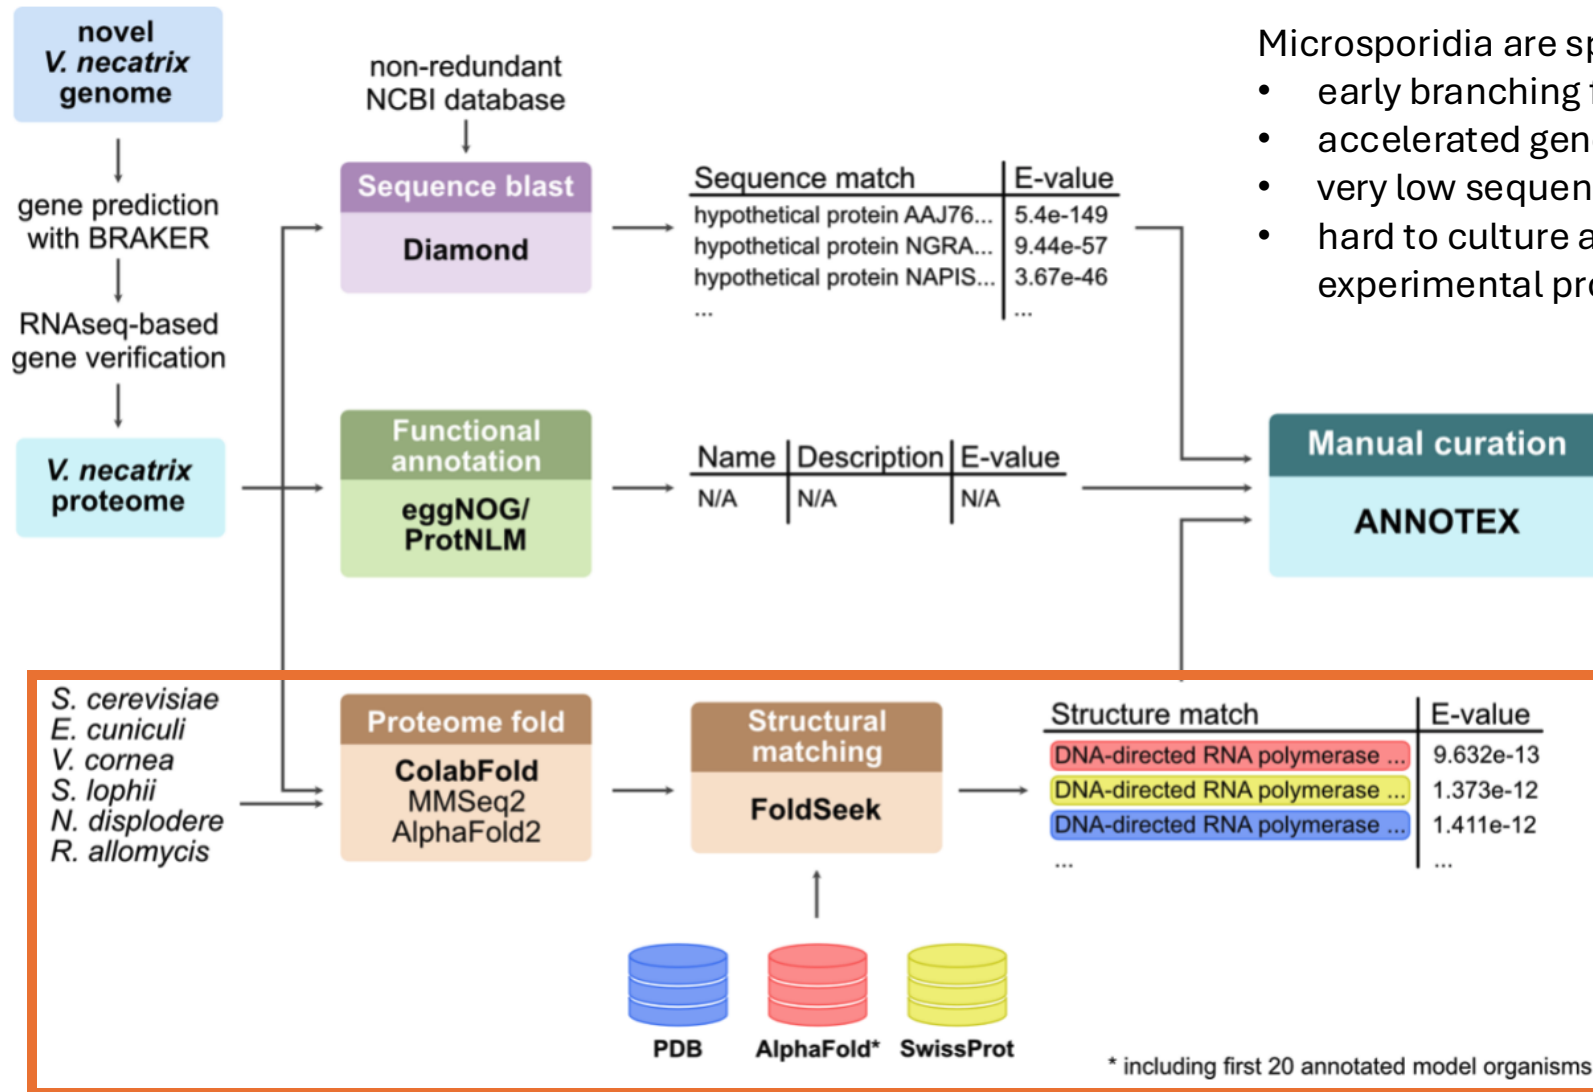 novel
V. necatrix
genome
gene prediction
with BRAKER
RNAseq-based
gene verification
V. necatrix
proteome
non-redundant
NCBI database
Sequence blast
Diamond
Sequence match E-value
hypothetical protein AAJ76... 5.4e-149
hypothetical protein NGRA... 9.44e-57
hypothetical protein NAPIS... 3.67e-46
... ...
Microsporidia are
• early branching
• accelerated
• very low
• hard to culture
experimental
Functional
annotation
eggNOG/
ProtNLM
Name Description E-value
N/A N/A N/A
Manual curation
ANNOTEX
S. cerevisiae
E. cuniculi
V. cornea
S. lophii
N. displodere
R. allomycis
Proteome fold
ColabFold
MMSeq2
AlphaFold2
Structural
matching
FoldSeek
Structure match E-value
DNA-directed RNA polymerase ... 9.632e-13
DNA-directed RNA polymerase ... 1.373e-12
DNA-directed RNA polymerase ... 1.411e-12
... ...
PDB AlphaFold* SwissProt
* including first 20 annotated model organisms